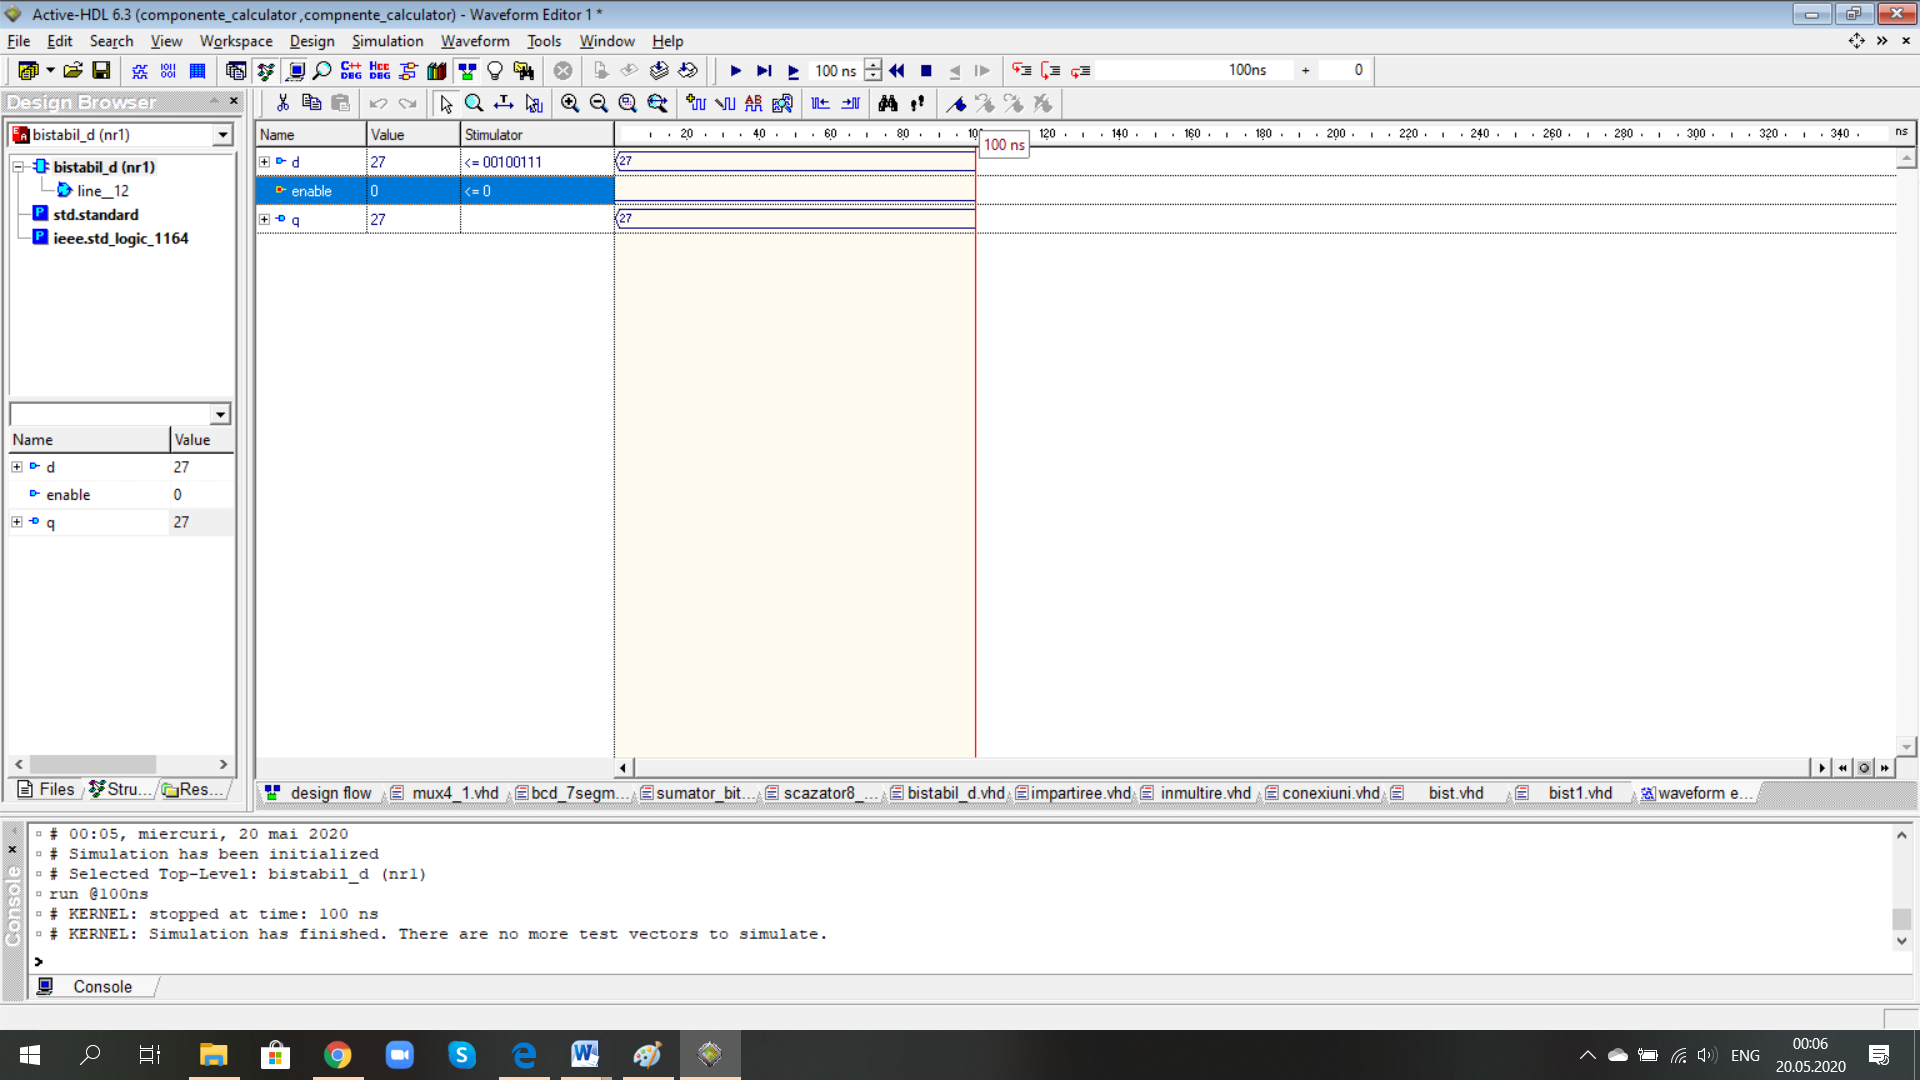 Active-HDL 6.3 (componente_calculator ,compnente_calculator) - Waveform Editor 1 *
File Edit Search View Workspace Design Simulation Waveform Tools Window Help
C++ DBG HCC DBG 100 ns 100ns + 0
Design Browser
bistabil_d (nr1)
bistabil_d (nr1)
line__12
std.standard
ieee.std_logic_1164
Name Value
d 27
enable 0
q 27
Files Stru... Res...
Name Value Stimulator 20 40 60 80 100 120 140 160 180 200 220 240 260 280 300 320 340 ns
100 ns
d 27 <= 00100111 27
enable 0 <= 0
q 27 27
design flow mux4_1.vhd bcd_7segm... sumator_bit... scazator8_... bistabil_d.vhd impartiree.vhd inmultire.vhd conexiuni.vhd bist.vhd bist1.vhd waveform e...
Console
# 00:05, miercuri, 20 mai 2020
# Simulation has been initialized
# Selected Top-Level: bistabil_d (nr1)
run @100ns
# KERNEL: stopped at time: 100 ns
# KERNEL: Simulation has finished. There are no more test vectors to simulate.
>
Console
ENG
00:06
20.05.2020